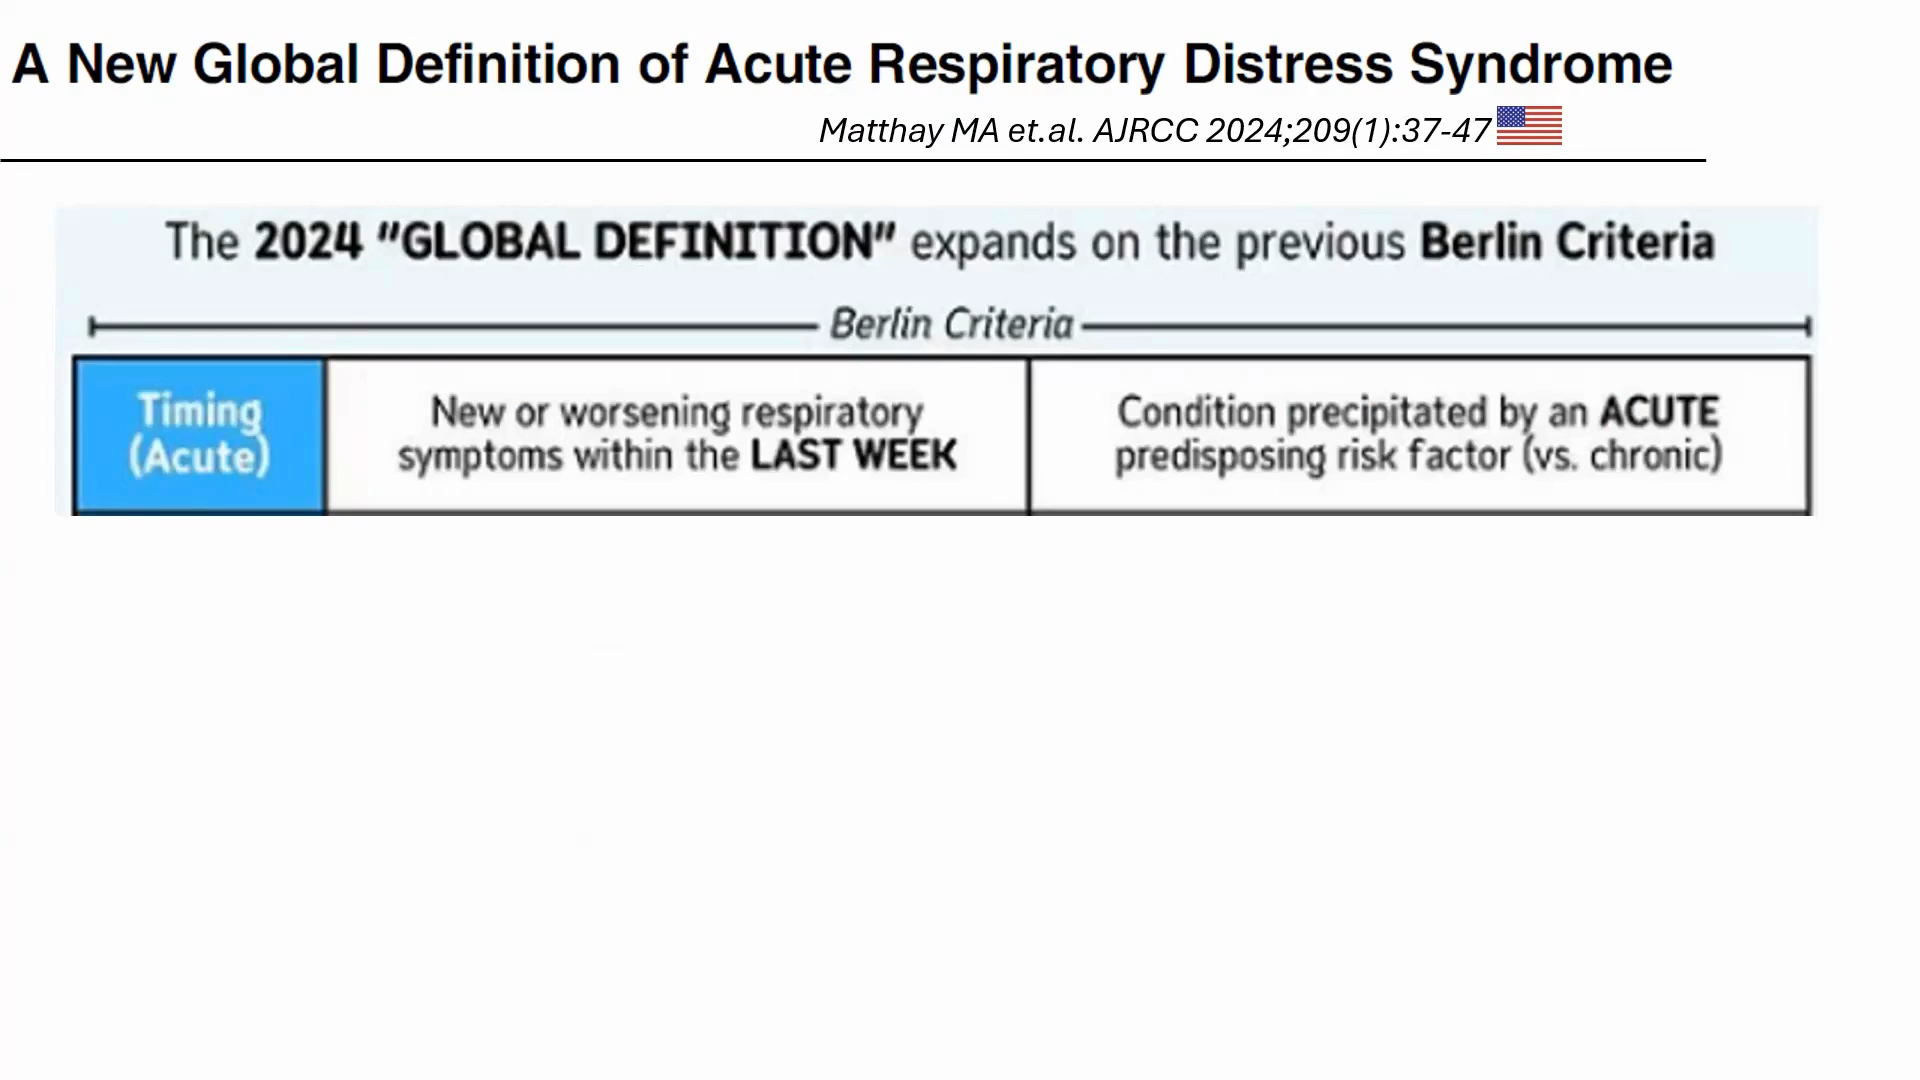 A New Global Definition of Acute Respiratory Distress Syndrome
Matthay MA et.al. AJRCC 2024;209(1):37-47
The 2024 "GLOBAL DEFINITION" expands on the previous Berlin Criteria
Berlin Criteria
Timing
(Acute)
New or worsening respiratory
symptoms within the LAST WEEK
Condition precipitated by an ACUTE
predisposing risk factor (vs. chronic)